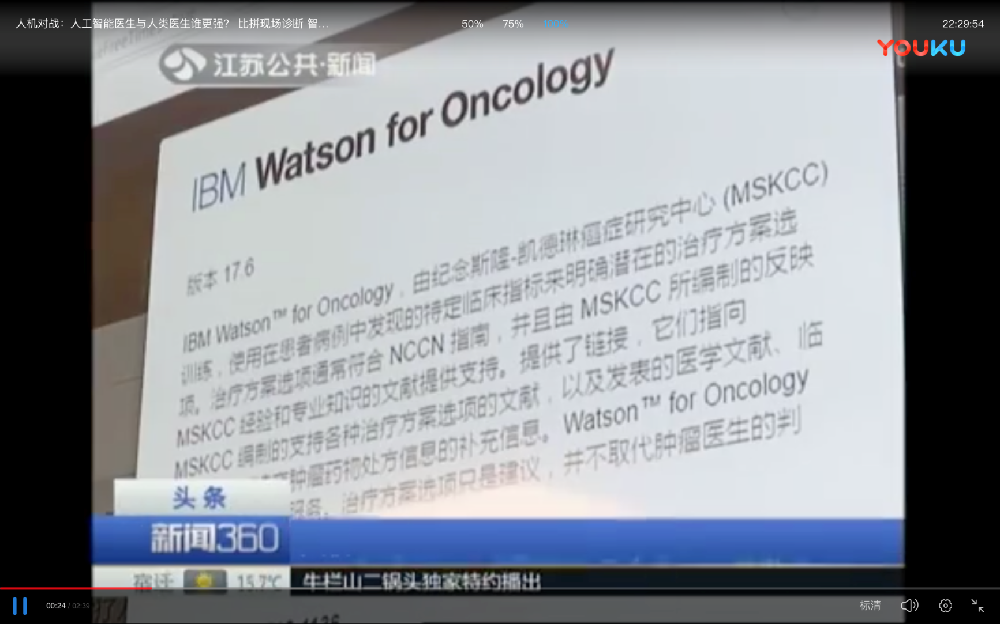 人机对战：人工智能医生与人类医生谁更强？ 比拼现场诊断 智...
50% 75% 100%
22:29:54
YOUKU
江苏公共·新闻
IBM Watson for Oncology
版本 17.6
IBM Watson™ for Oncology，由纪念斯隆-凯德琳癌症研究中心 (MSKCC)
训练，使用在患者病例中发现的特定临床指标来明确潜在的治疗方案选
项。治疗方案选项通常符合 NCCN 指南，并且由 MSKCC 所编制的反映
MSKCC 经验和专业知识的文献提供支持。提供了链接，它们指向
MSKCC 编制的支持各种治疗方案选项的文献，以及发表的医学文献、临
肿瘤药物处方信息的补充信息。Watson™ for Oncology
治疗方案选项只是建议，并不取代肿瘤医生的判
头条
新闻360
宿迁 15.7℃ 牛栏山二锅头独家特约播出
00:24 / 02:39
标清